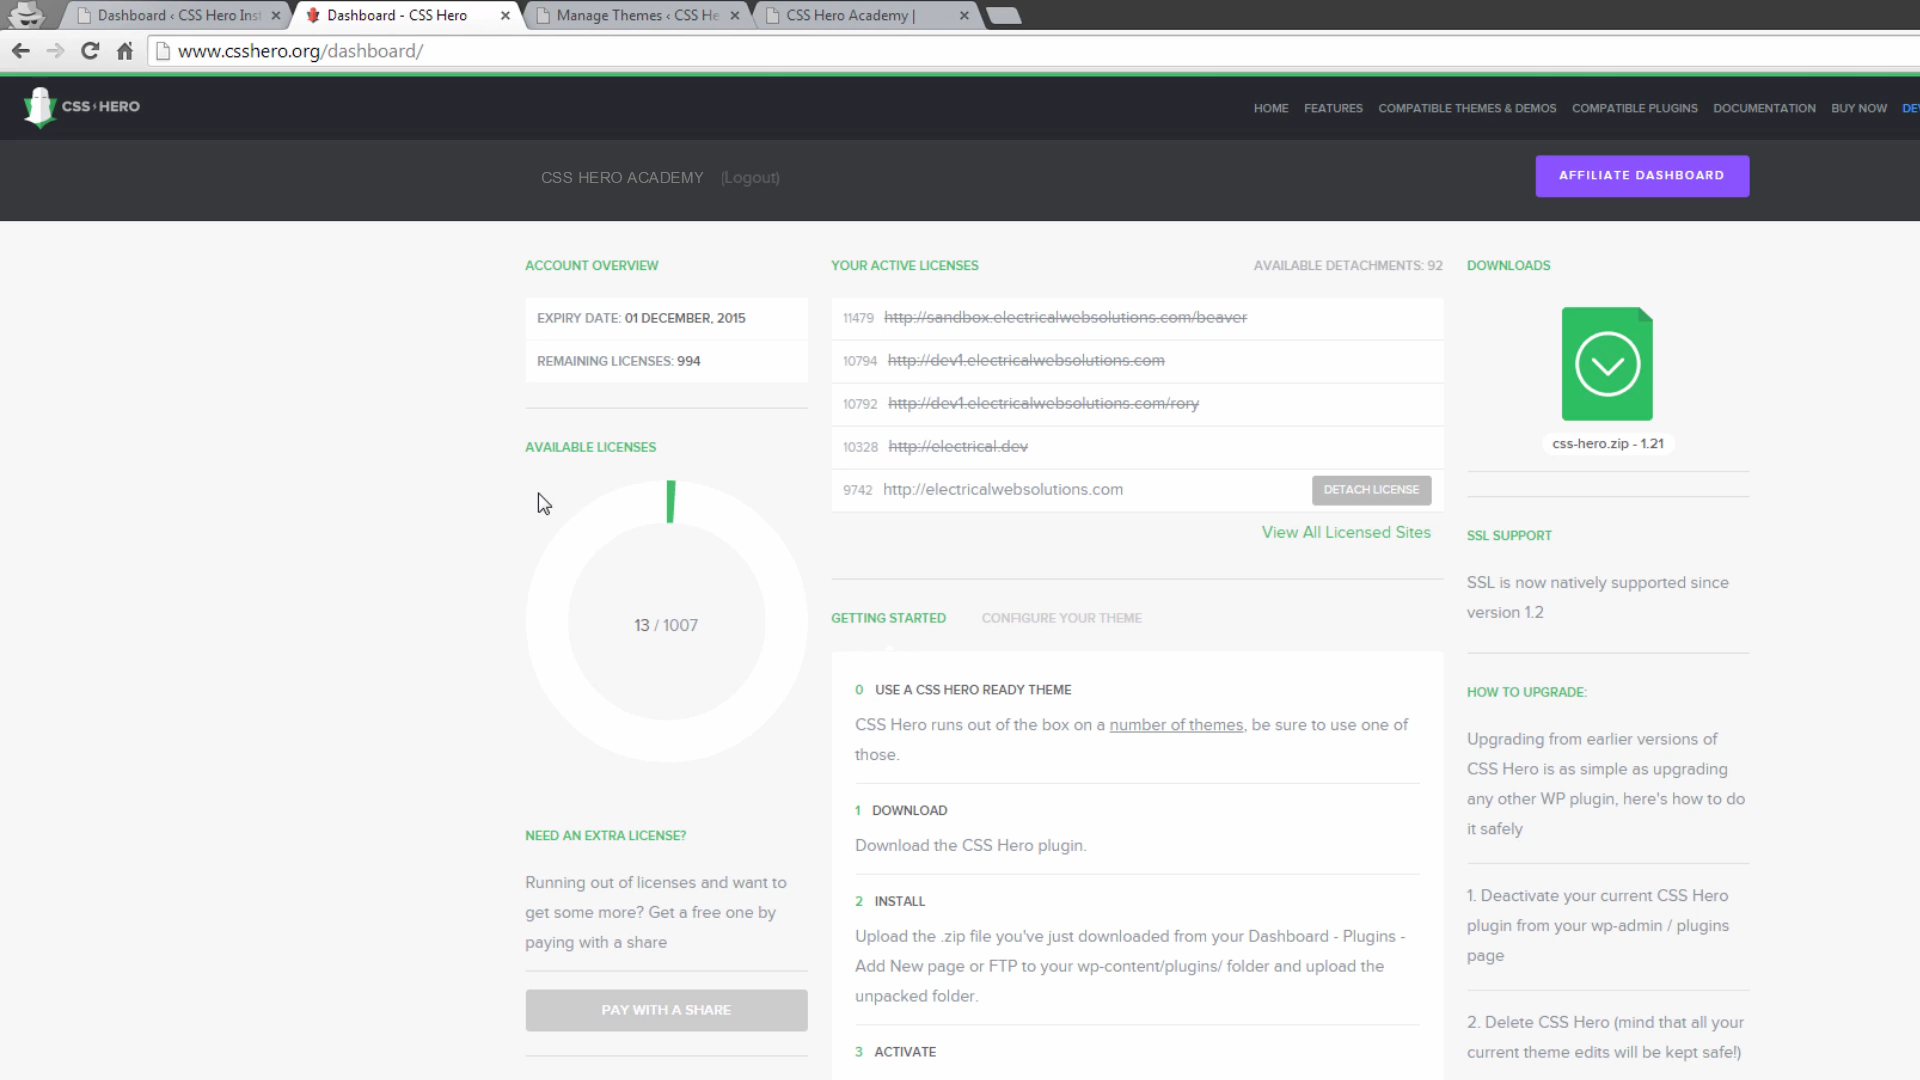 Dashboard ‹ CSS Hero Inst
Dashboard - CSS Hero
Manage Themes ‹ CSS He
CSS Hero Academy |
www.csshero.org/dashboard/
CSS HERO
HOME
FEATURES
COMPATIBLE THEMES & DEMOS
COMPATIBLE PLUGINS
DOCUMENTATION
BUY NOW
DEV
CSS HERO ACADEMY (Logout)
AFFILIATE DASHBOARD
ACCOUNT OVERVIEW
EXPIRY DATE: 01 DECEMBER, 2015
REMAINING LICENSES: 994
AVAILABLE LICENSES
13 / 1007
NEED AN EXTRA LICENSE?
Running out of licenses and want to
get some more? Get a free one by
paying with a share
PAY WITH A SHARE
YOUR ACTIVE LICENSES
AVAILABLE DETACHMENTS: 92
11479 http://sandbox.electricalwebsolutions.com/beaver
10794 http://dev1.electricalwebsolutions.com
10792 http://dev1.electricalwebsolutions.com/rory
10328 http://electrical.dev
9742 http://electricalwebsolutions.com
DETACH LICENSE
View All Licensed Sites
GETTING STARTED
CONFIGURE YOUR THEME
0 USE A CSS HERO READY THEME
CSS Hero runs out of the box on a number of themes, be sure to use one of
those.
1 DOWNLOAD
Download the CSS Hero plugin.
2 INSTALL
Upload the .zip file you've just downloaded from your Dashboard - Plugins -
Add New page or FTP to your wp-content/plugins/ folder and upload the
unpacked folder.
3 ACTIVATE
DOWNLOADS
css-hero.zip - 1.21
SSL SUPPORT
SSL is now natively supported since
version 1.2
HOW TO UPGRADE:
Upgrading from earlier versions of
CSS Hero is as simple as upgrading
any other WP plugin, here's how to do
it safely
1. Deactivate your current CSS Hero
plugin from your wp-admin / plugins
page
2. Delete CSS Hero (mind that all your
current theme edits will be kept safe!)